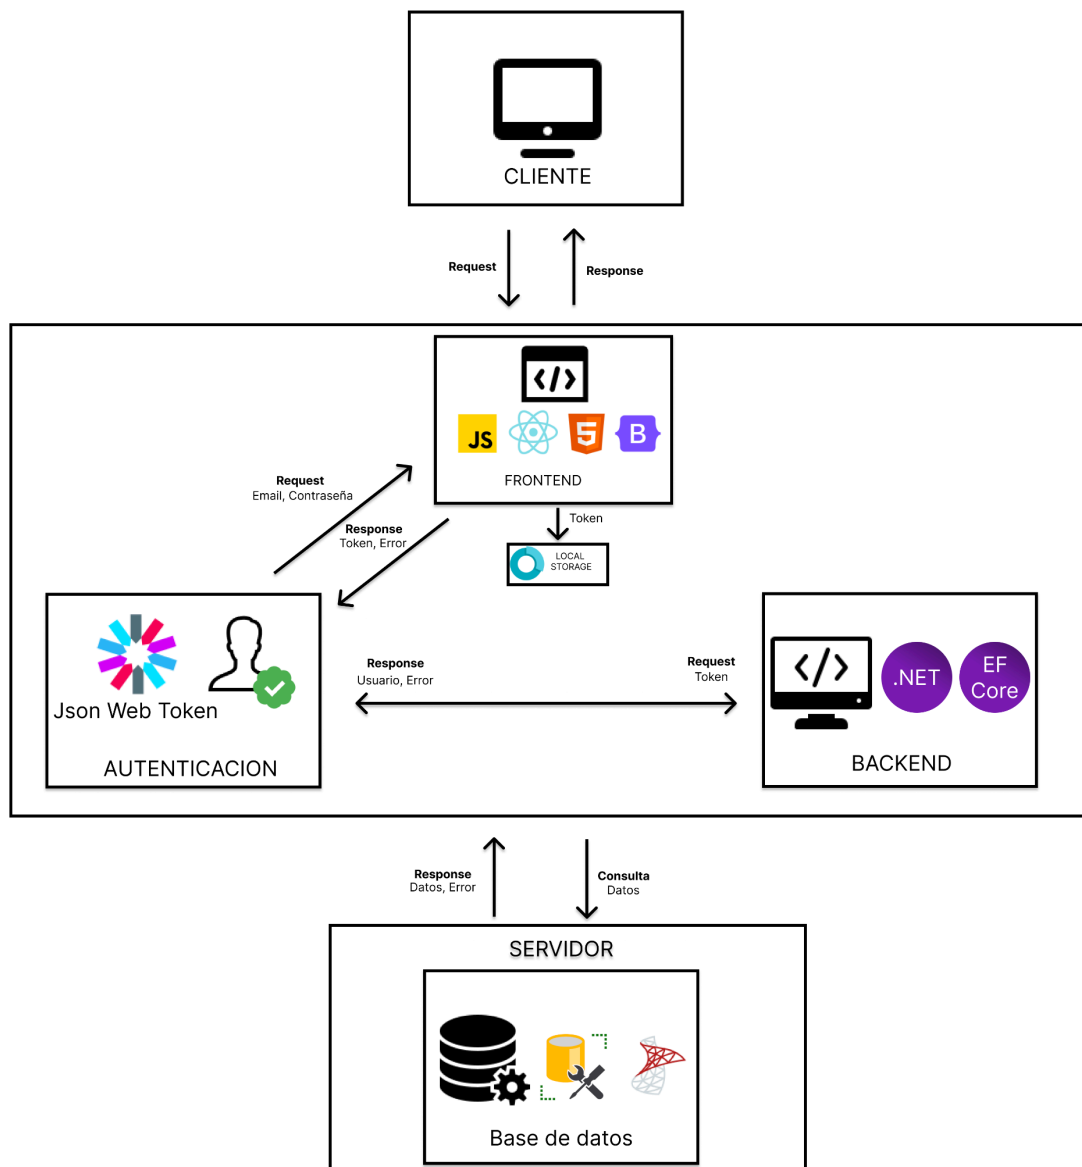 CLIENTE
Request
Response
JS
5
B
FRONTEND
Request
Email, Contraseña
Response
Token, Error
Token
LOCAL
STORAGE
Json Web Token
AUTENTICACION
Response
Usuario, Error
Request
Token
.NET
EF
Core
BACKEND
Response
Datos, Error
Consulta
Datos
SERVIDOR
Base de datos